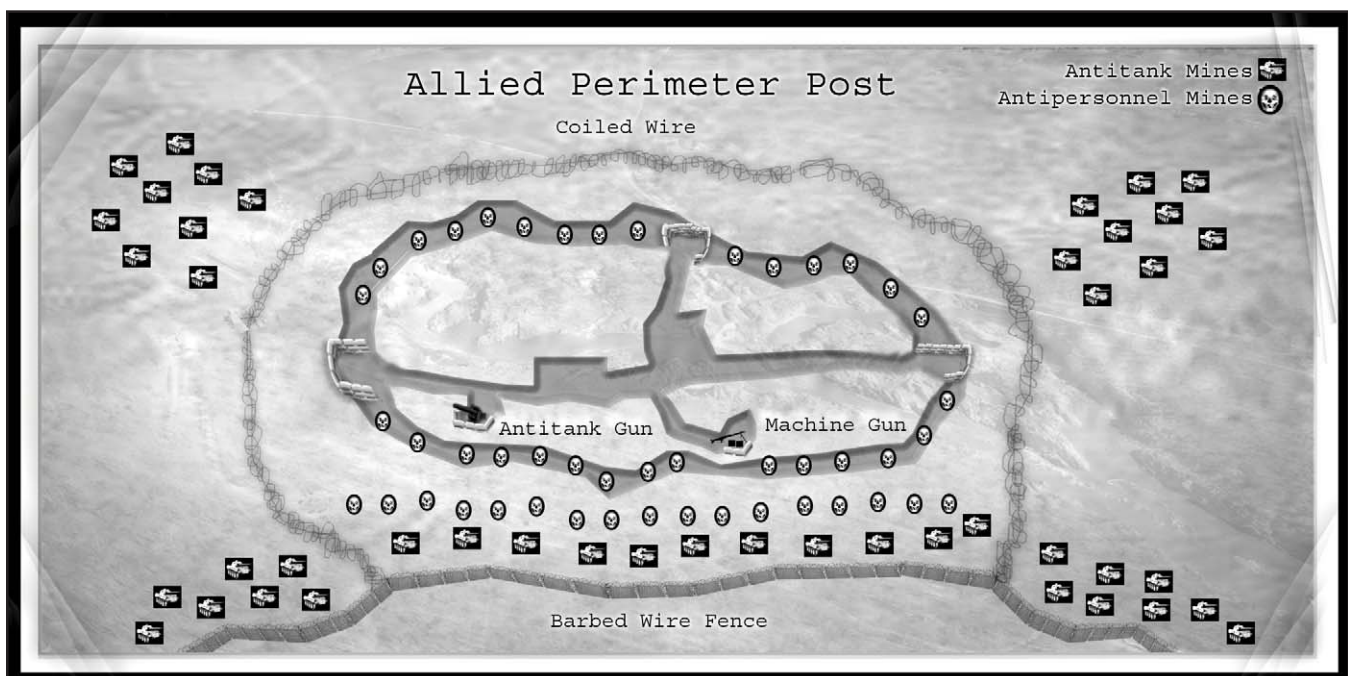 Allied Perimeter Post
Antitank Mines
Antipersonnel Mines
Coiled Wire
Antitank Gun
Machine Gun
Barbed Wire Fence